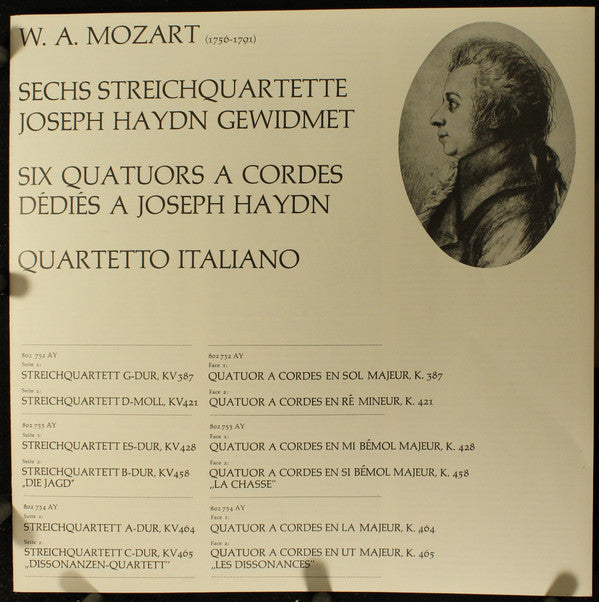 W. A. MOZART (1756-1791)
SECHS STREICHQUARTETTE
JOSEPH HAYDN GEWIDMET
SIX QUATUORS A CORDES
DÉDIÉS A JOSEPH HAYDN
QUARTETTO ITALIANO
802 752 AY
Seite 1:
STREICHQUARTETT G-DUR, KV387
Seite 2:
STREICHQUARTETT D-MOLL, KV421
802 753 AY
Seite 1:
STREICHQUARTETT ES-DUR, KV428
Seite 2:
STREICHQUARTETT B-DUR, KV458
„DIE JAGD"
802 754 AY
Seite 1:
STREICHQUARTETT A-DUR, KV464
Seite 2:
STREICHQUARTETT C-DUR, KV465
„DISSONANZEN-QUARTETT"
802 752 AY
Face 1:
QUATUOR A CORDES EN SOL MAJEUR, K. 387
Face 2:
QUATUOR A CORDES EN RÉ MINEUR, K. 421
802 753 AY
Face 1:
QUATUOR A CORDES EN MI BÉMOL MAJEUR, K. 428
Face 2:
QUATUOR A CORDES EN SI BÉMOL MAJEUR, K. 458
„LA CHASSE"
802 754 AY
Face 1:
QUATUOR A CORDES EN LA MAJEUR, K. 464
Face 2:
QUATUOR A CORDES EN UT MAJEUR, K. 465
„LES DISSONANCES"